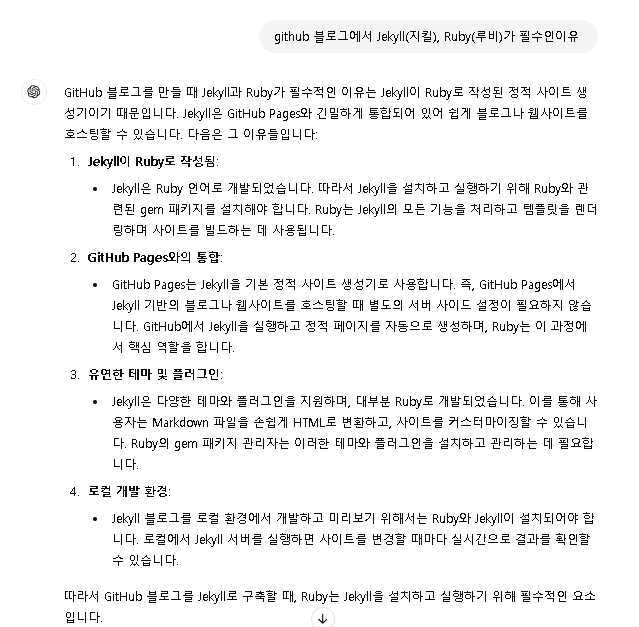 github 블로그에서 Jekyll(지킬), Ruby(루비)가 필수인이유
GitHub 블로그를 만들 때 Jekyll과 Ruby가 필수적인 이유는 Jekyll이 Ruby로 작성된 정적 사이트 생
성기이기 때문입니다. Jekyll은 GitHub Pages와 긴밀하게 통합되어 있어 쉽게 블로그나 웹사이트를
호스팅할 수 있습니다. 다음은 그 이유들입니다:
1. Jekyll이 Ruby로 작성됨:
• Jekyll은 Ruby 언어로 개발되었습니다. 따라서 Jekyll을 설치하고 실행하기 위해 Ruby와 관
련된 gem 패키지를 설치해야 합니다. Ruby는 Jekyll의 모든 기능을 처리하고 템플릿을 렌더
링하며 사이트를 빌드하는 데 사용됩니다.
2. GitHub Pages와의 통합:
• GitHub Pages는 Jekyll을 기본 정적 사이트 생성기로 사용합니다. 즉, GitHub Pages에서
Jekyll 기반의 블로그나 웹사이트를 호스팅할 때 별도의 서버 사이드 설정이 필요하지 않습
니다. GitHub에서 Jekyll을 실행하고 정적 페이지를 자동으로 생성하며, Ruby는 이 과정에
서 핵심 역할을 합니다.
3. 유연한 테마 및 플러그인:
• Jekyll은 다양한 테마와 플러그인을 지원하며, 대부분 Ruby로 개발되었습니다. 이를 통해 사
용자는 Markdown 파일을 손쉽게 HTML로 변환하고, 사이트를 커스터마이징할 수 있습니
다. Ruby의 gem 패키지 관리자는 이러한 테마와 플러그인을 설치하고 관리하는 데 필요합
니다.
4. 로컬 개발 환경:
• Jekyll 블로그를 로컬 환경에서 개발하고 미리보기 위해서는 Ruby와 Jekyll이 설치되어야 합
니다. 로컬에서 Jekyll 서버를 실행하면 사이트를 변경할 때마다 실시간으로 결과를 확인할
수 있습니다.
따라서 GitHub 블로그를 Jekyll로 구축할 때, Ruby는 Jekyll을 설치하고 실행하기 위해 필수적인 요소
입니다.